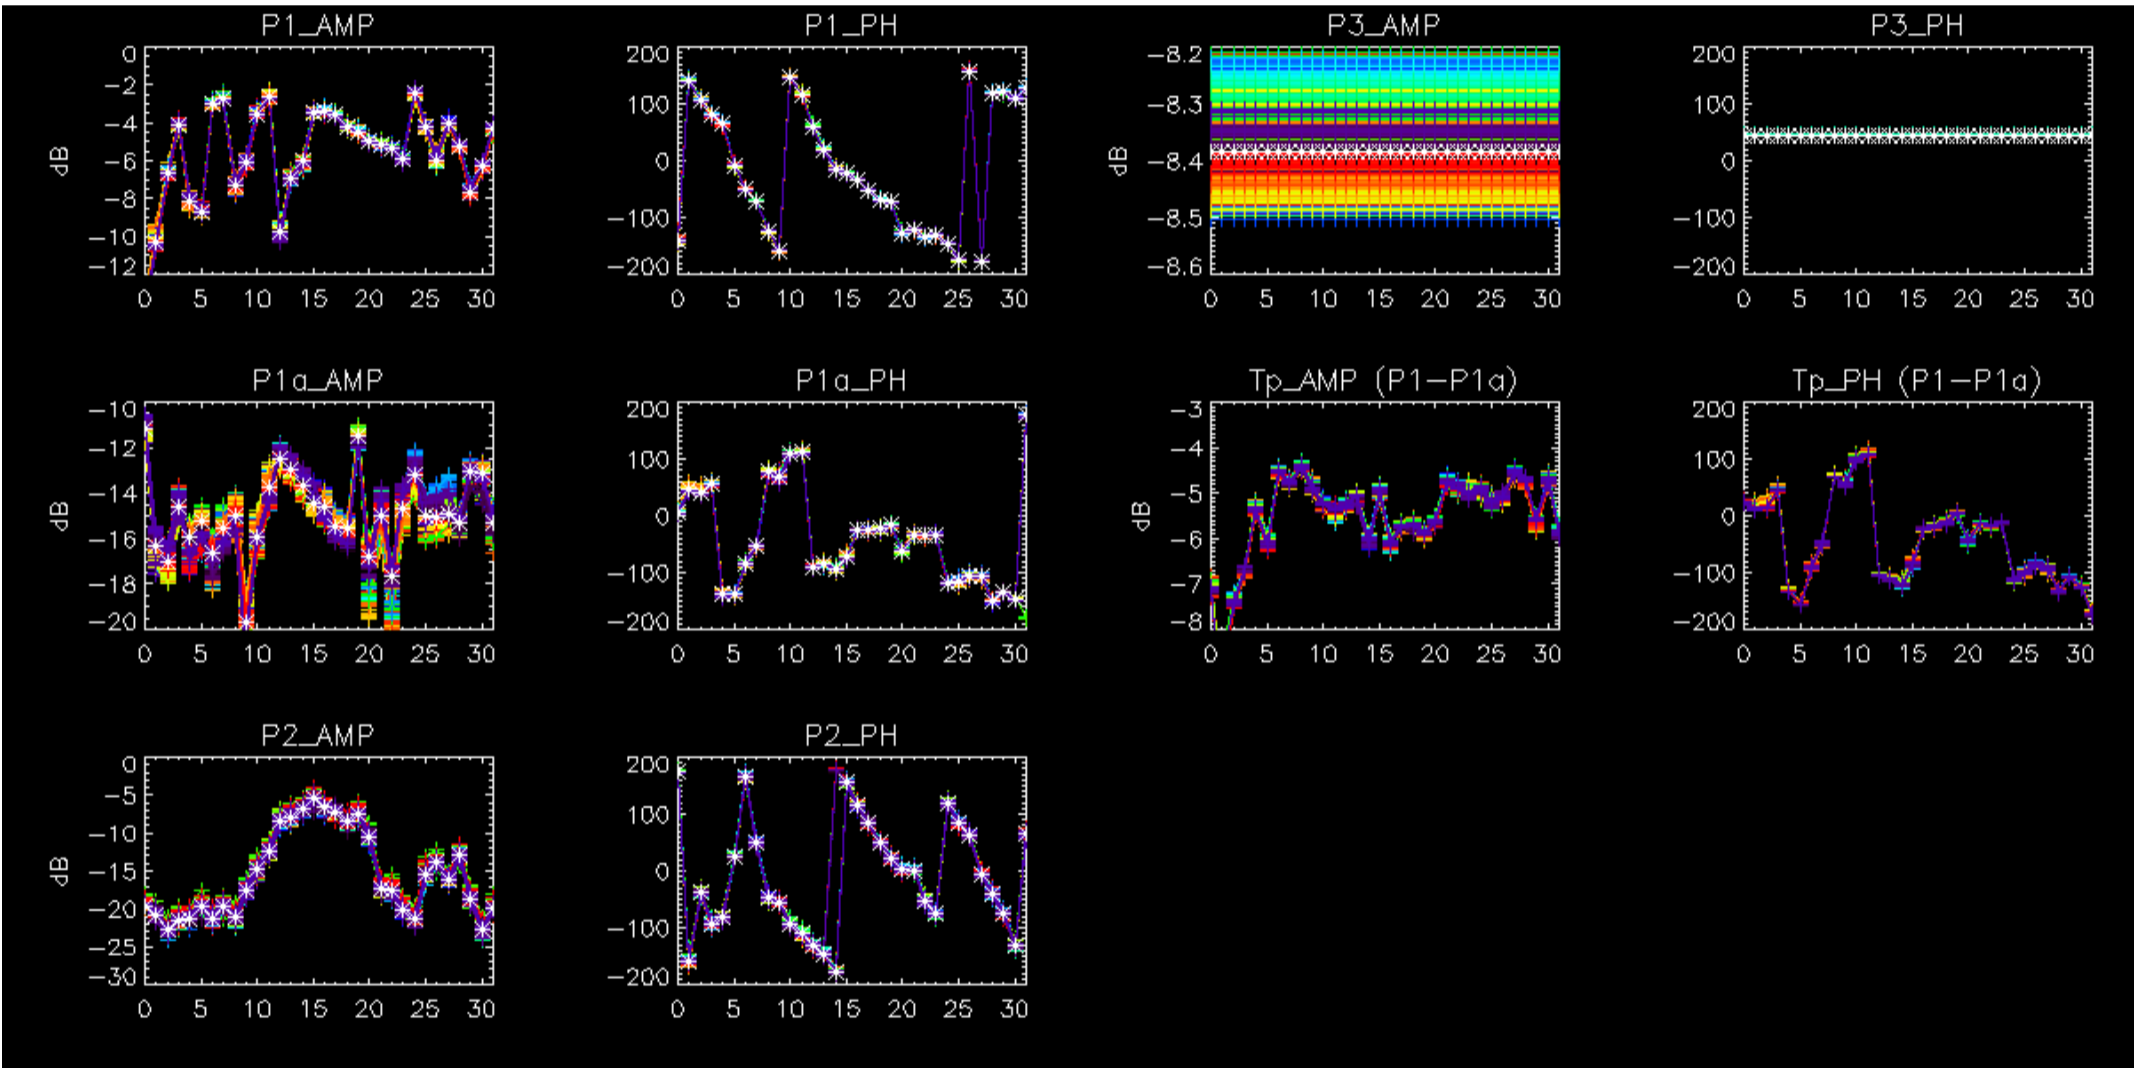 P1_AMP
P1_PH
P3_AMP
P3_PH
0
−2
−4
−6
−8
−10
−12
dB
0 5 10 15 20 25 30
200
100
0
−100
−200
0 5 10 15 20 25 30
−8.2
−8.3
−8.4
−8.5
−8.6
dB
0 5 10 15 20 25 30
200
100
0
−100
−200
0 5 10 15 20 25 30
P1a_AMP
P1a_PH
Tp_AMP (P1−P1a)
Tp_PH (P1−P1a)
−10
−12
−14
−16
−18
−20
dB
0 5 10 15 20 25 30
200
100
0
−100
−200
0 5 10 15 20 25 30
−3
−4
−5
−6
−7
−8
dB
0 5 10 15 20 25 30
200
100
0
−100
−200
0 5 10 15 20 25 30
P2_AMP
P2_PH
0
−5
−10
−15
−20
−25
−30
dB
0 5 10 15 20 25 30
200
100
0
−100
−200
0 5 10 15 20 25 30